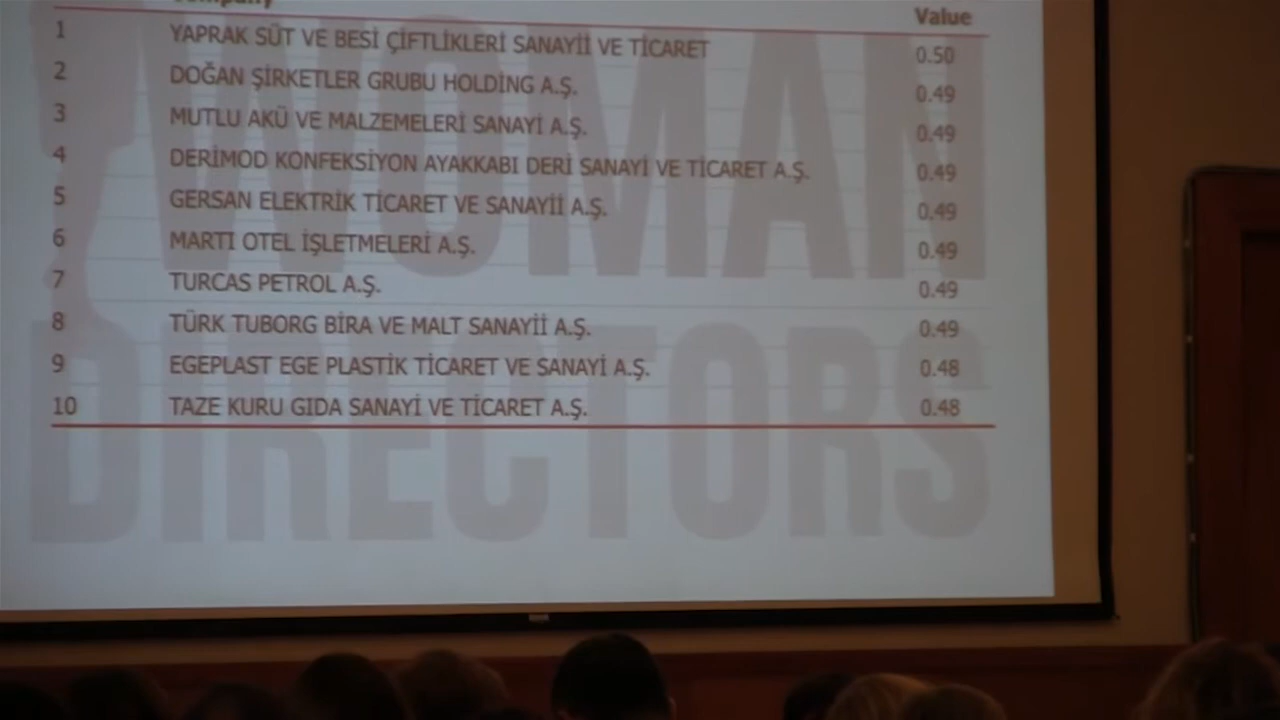 Company Value
1 YAPRAK SÜT VE BESİ ÇİFTLİKLERİ SANAYİİ VE TİCARET 0.50
2 DOĞAN ŞİRKETLER GRUBU HOLDİNG A.Ş. 0.49
3 MUTLU AKÜ VE MALZEMELERİ SANAYİ A.Ş. 0.49
4 DERİMOD KONFEKSİYON AYAKKABI DERİ SANAYİ VE TİCARET A.Ş. 0.49
5 GERSAN ELEKTRİK TİCARET VE SANAYİİ A.Ş. 0.49
6 MARTI OTEL İŞLETMELERİ A.Ş. 0.49
7 TURCAS PETROL A.Ş. 0.49
8 TÜRK TUBORG BİRA VE MALT SANAYİİ A.Ş. 0.49
9 EGEPLAST EGE PLASTİK TİCARET VE SANAYİ A.Ş. 0.48
10 TAZE KURU GIDA SANAYİ VE TİCARET A.Ş. 0.48
WOMAN
DIRECTORS